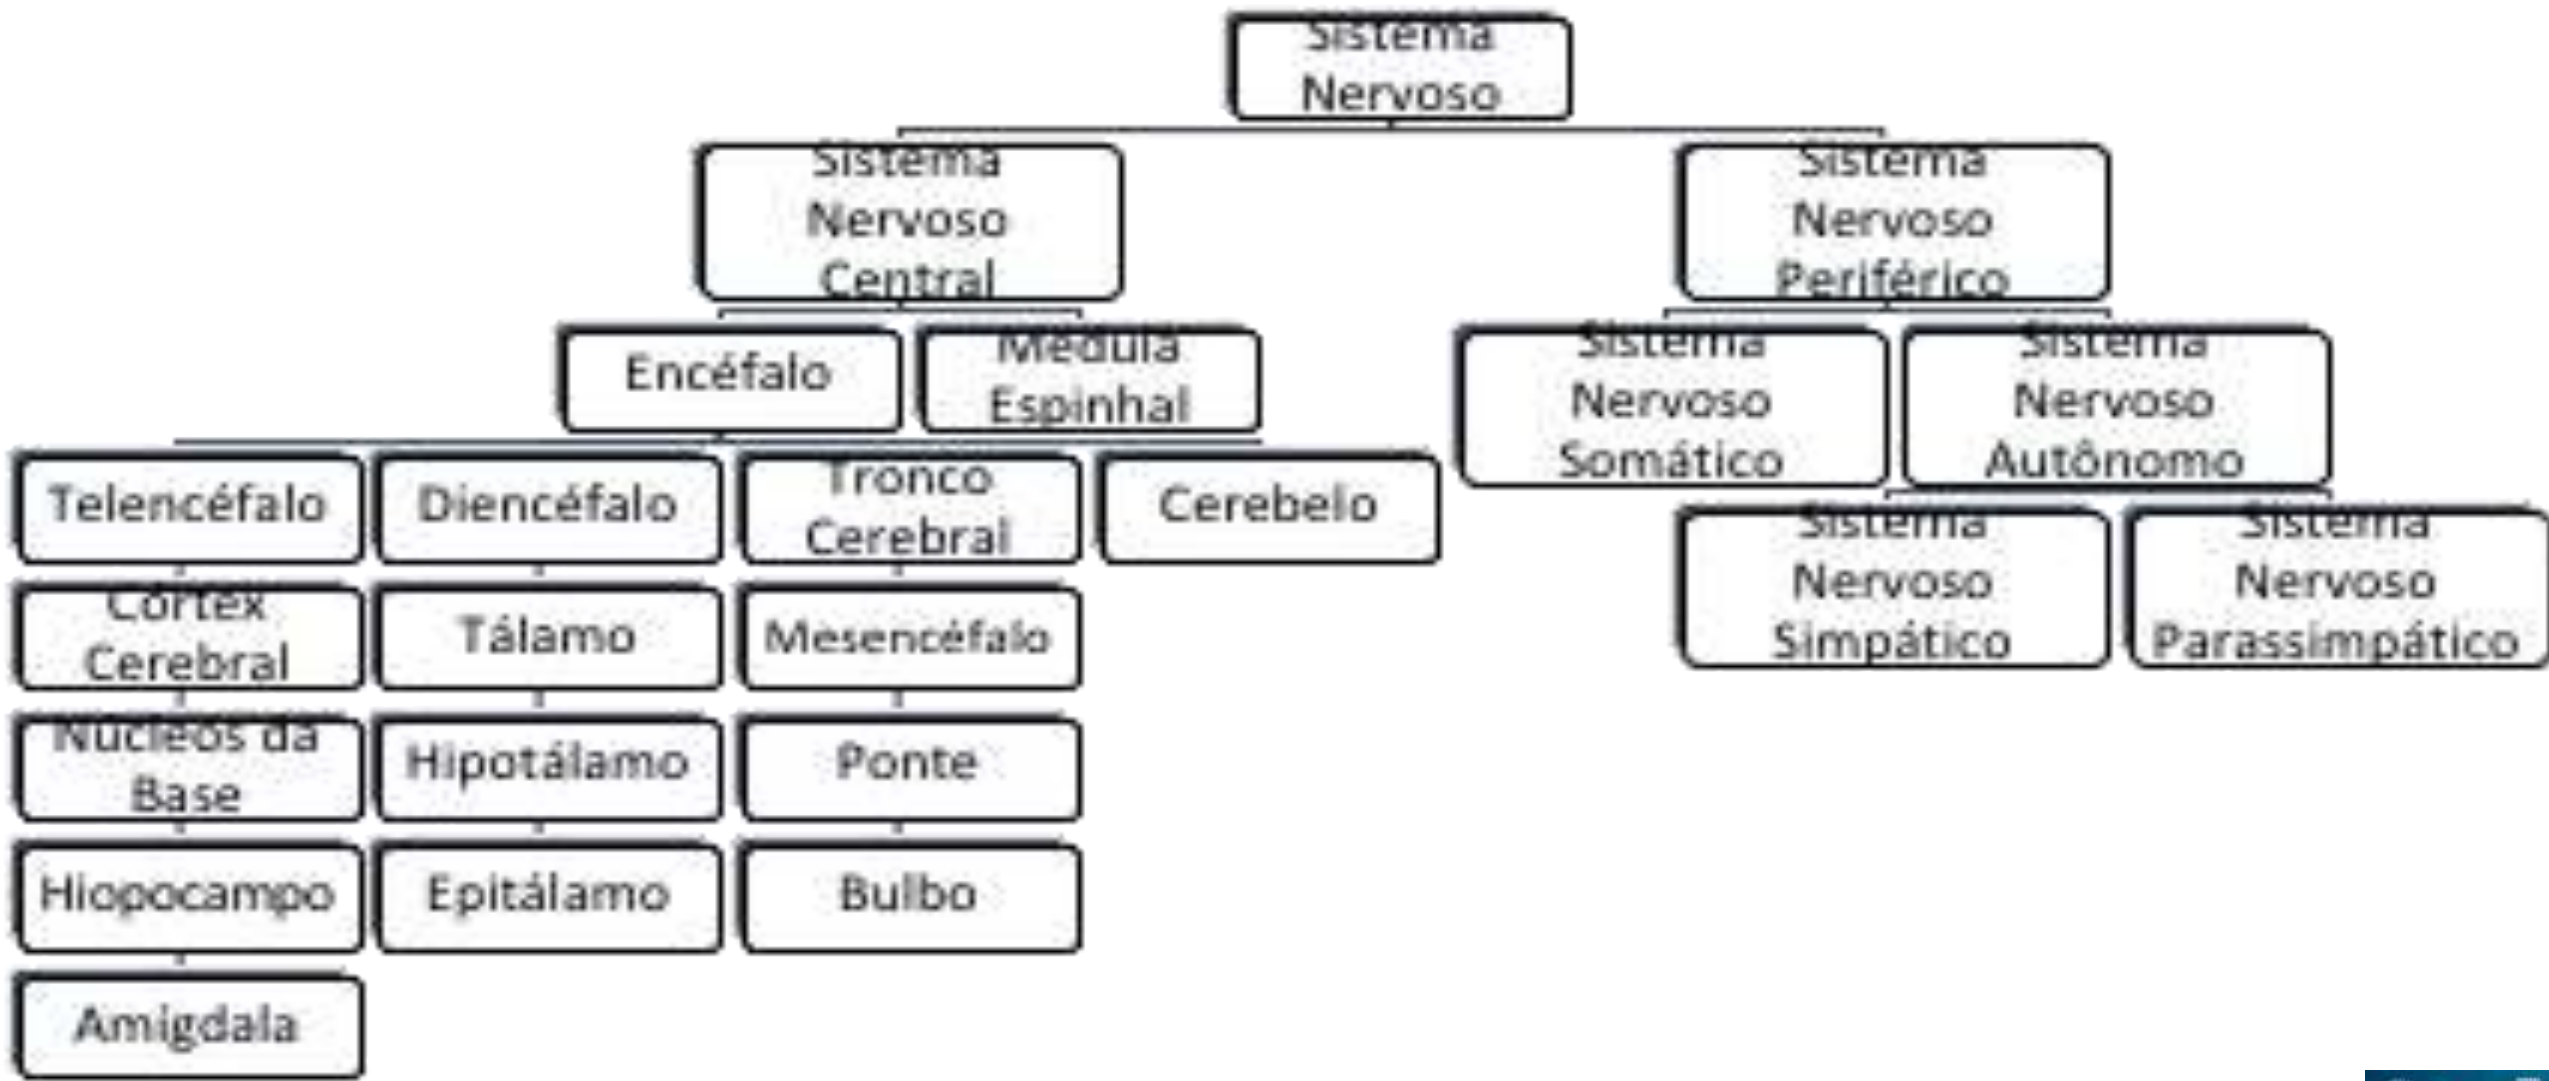 Sistema
Nervoso
Sistema
Nervoso
Central
Sistema
Nervoso
Periférico
Encéfalo
Medula
Espinhal
Sistema
Nervoso
Somático
Sistema
Nervoso
Autônomo
Telencéfalo
Diencéfalo
Tronco
Cerebral
Cerebelo
Sistema
Nervoso
Simpático
Sistema
Nervoso
Parassimpático
Córtex
Cerebral
Tálamo
Mesencéfalo
Núcleos da
Base
Hipotálamo
Ponte
Hiopocampo
Epitálamo
Bulbo
Amígdala